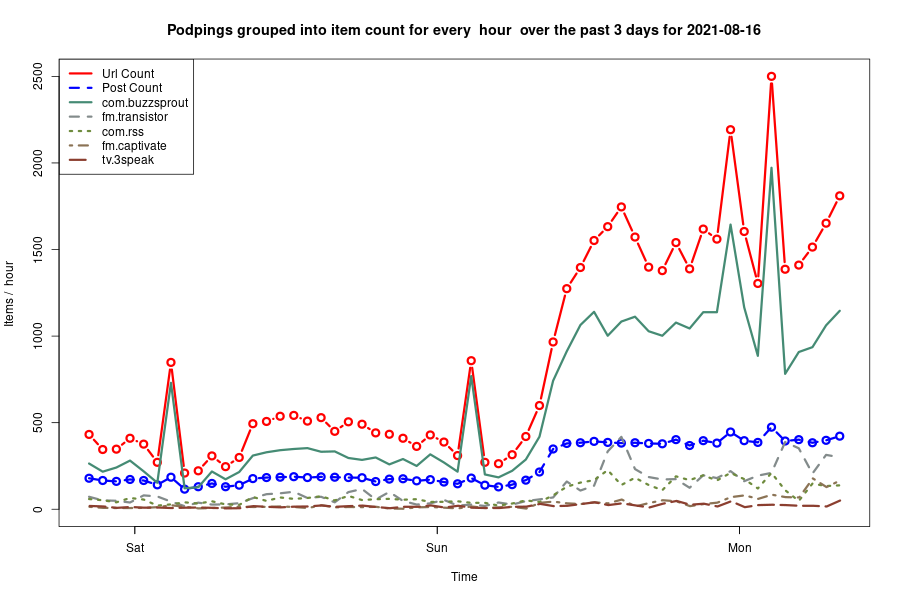 Podpings grouped into item count for every  hour  over the past 3 days for 2021-08-16
Url Count
Post Count
com.buzzsprout
fm.transistor
com.rss
fm.captivate
tv.3speak
Items /  hour
2500
2000
1500
1000
500
0
Sat
Sun
Mon
Time